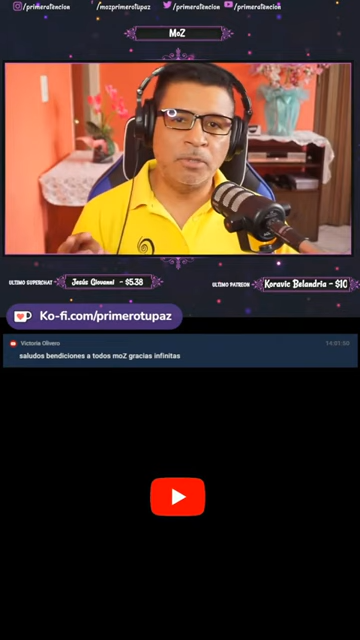 /primeratencion
/mozprimerotupaz
/primeratencion
/primeratencion
MoZ
ULTIMO SUPERCHAT
Jesús Giovanni - $5.38
ULTIMO PATREON
Koravic Belandria - $10
Ko-fi.com/primerotupaz
Victoria Olivero
14:01:50
saludos bendiciones a todos moZ gracias infinitas